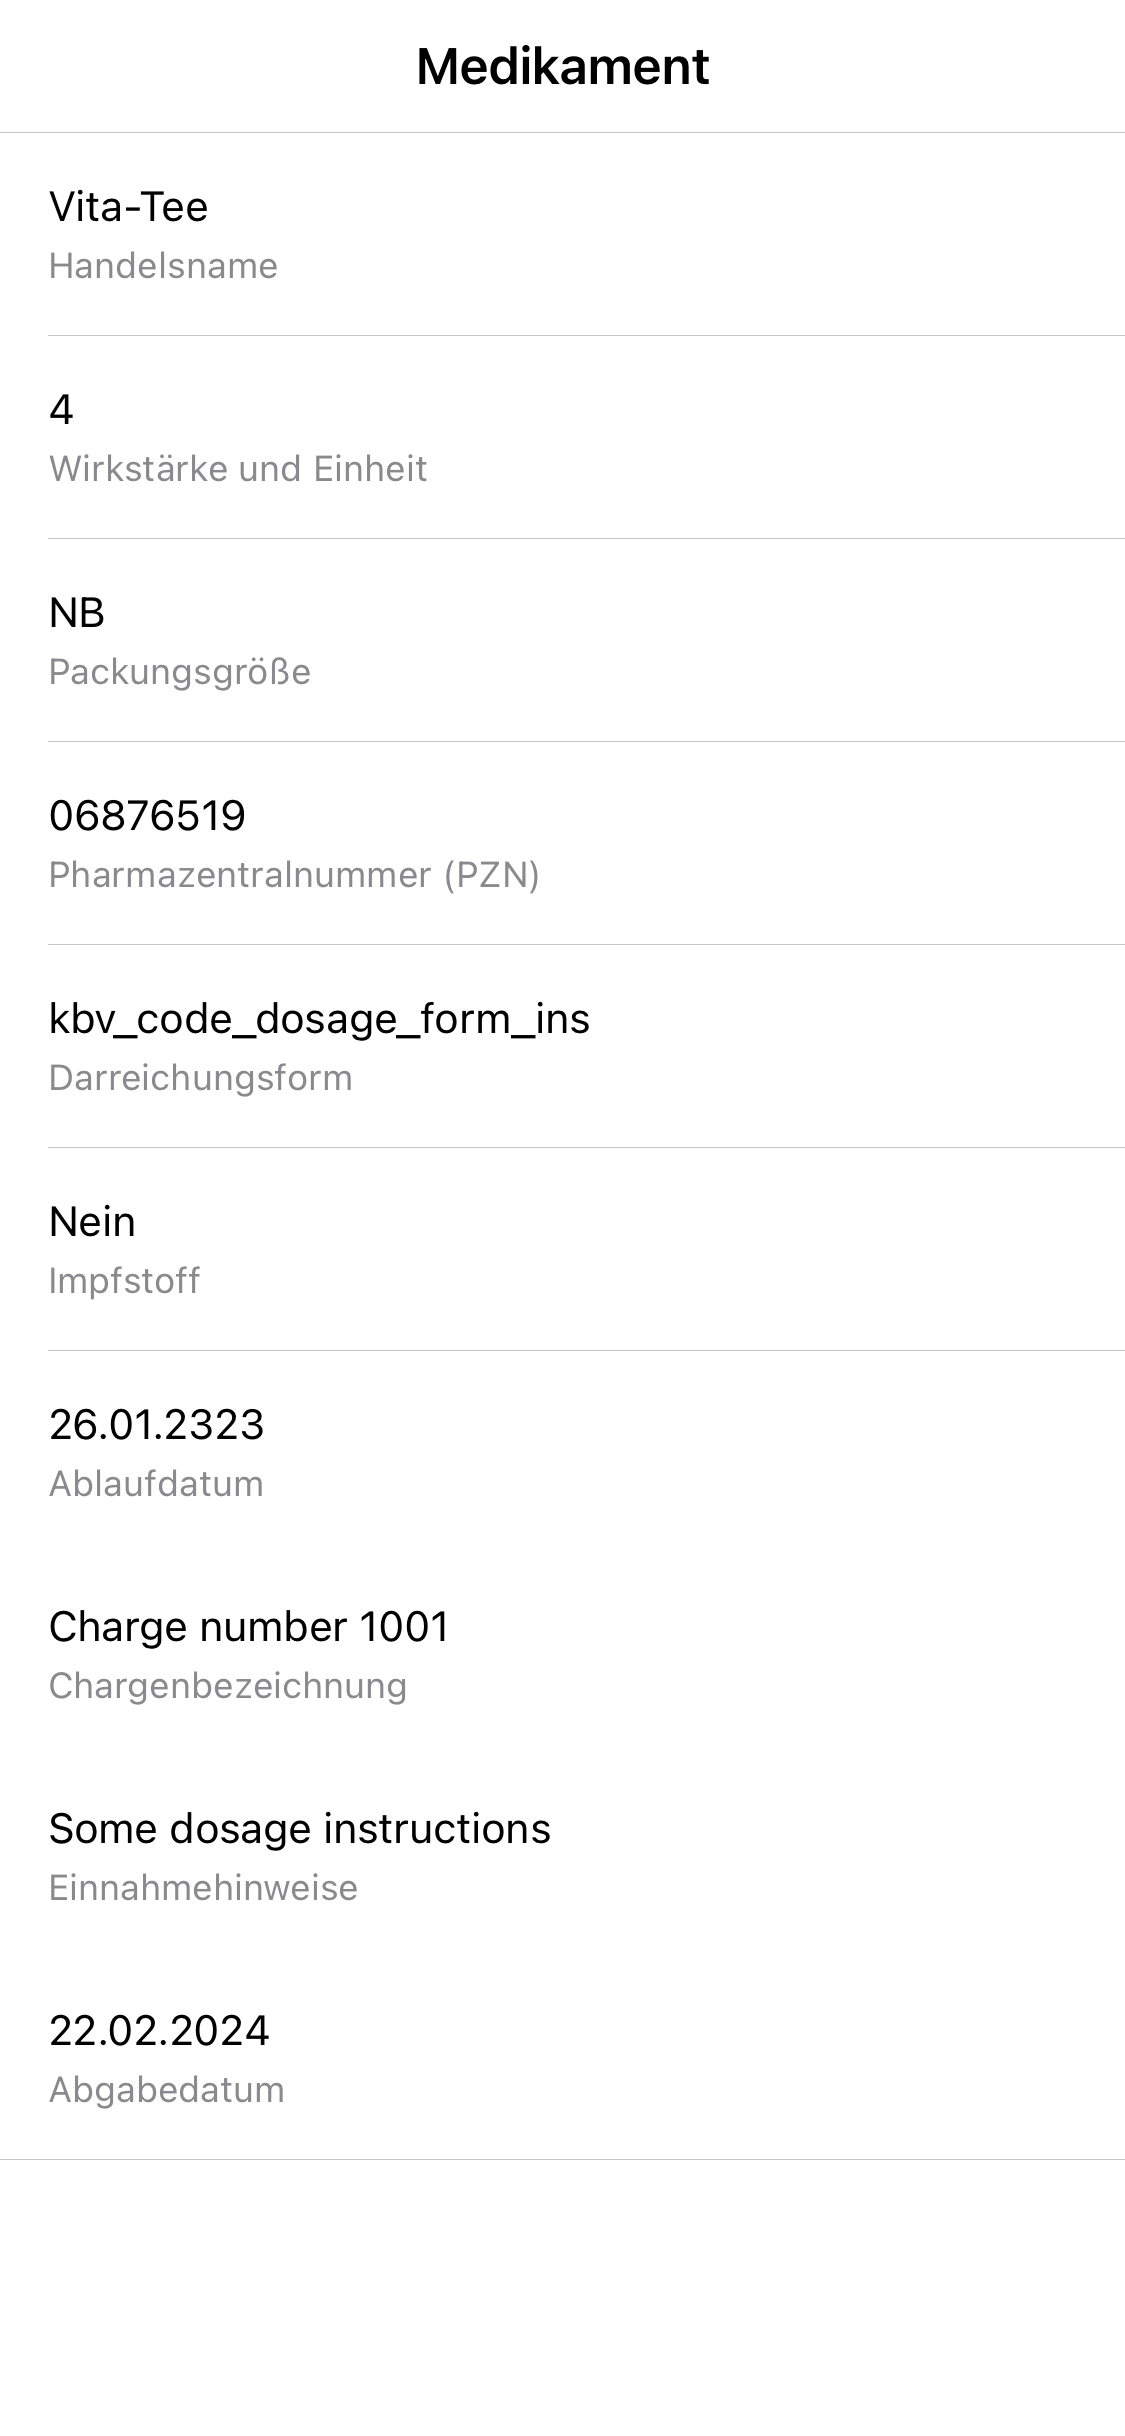 Medikament
Vita-Tee
Handelsname
4
Wirkstärke und Einheit
NB
Packungsgröße
06876519
Pharmazentralnummer (PZN)
kbv_code_dosage_form_ins
Darreichungsform
Nein
Impfstoff
26.01.2323
Ablaufdatum
Charge number 1001
Chargenbezeichnung
Some dosage instructions
Einnahmehinweise
22.02.2024
Abgabedatum